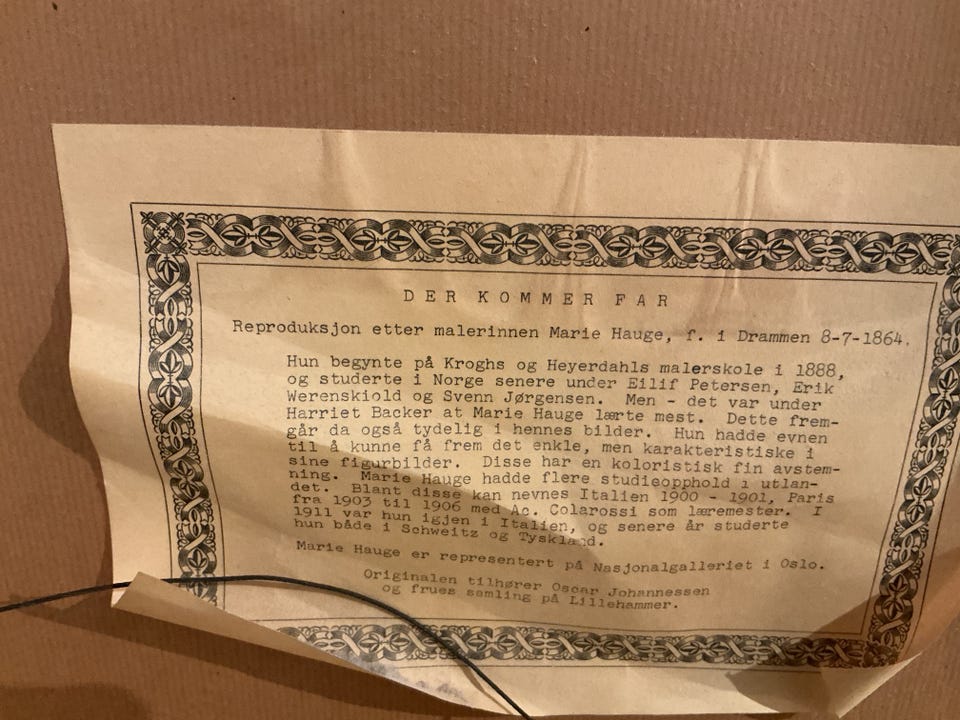 DER KOMMER FAR
Reproduksjon etter malerinnen Marie Hauge, f. i Drammen 8-7-1864.
Hun begynte på Kroghs og Heyerdahls malerskole i 1888,
og studerte i Norge senere under Eilif Petersen, Erik
Werenskiold og Svenn Jørgensen. Men - det var under
Harriet Backer at Marie Hauge lærte mest. Dette frem-
går da også tydelig i hennes bilder. Hun hadde evnen
til å kunne få frem det enkle, men karakteristiske i
sine figurbilder. Disse har en koloristisk fin avstem-
ning. Marie Hauge hadde flere studieopphold i utlan-
det. Blant disse kan nevnes Italien 1900 - 1901, Paris
fra 1903 til 1906 med Ac. Colarossi som læremester. I
1911 var hun igjen i Italien, og senere år studerte
hun både i Schweitz og Tyskland.
Marie Hauge er representert på Nasjonalgalleriet i Oslo.
Originalen tilhører Oscar Johannessen
og frues samling på Lillehammer.